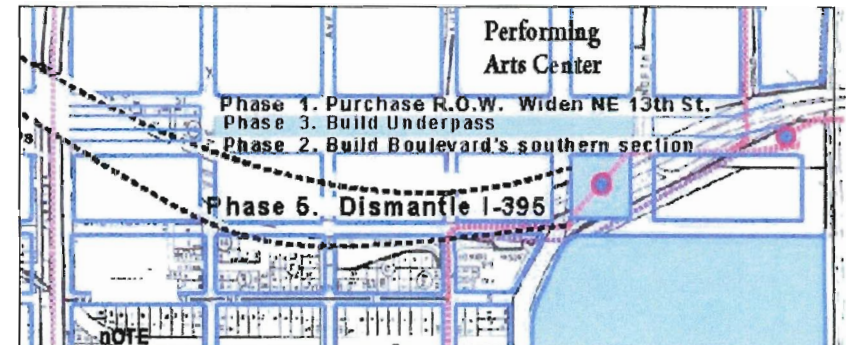 Performing
Arts Center
Phase 1. Purchase R.O.W. Widen NE 13th St.
Phase 3. Build Underpass
Phase 2. Build Boulevard's southern section
Phase 5. Dismantle I-395
nOTE